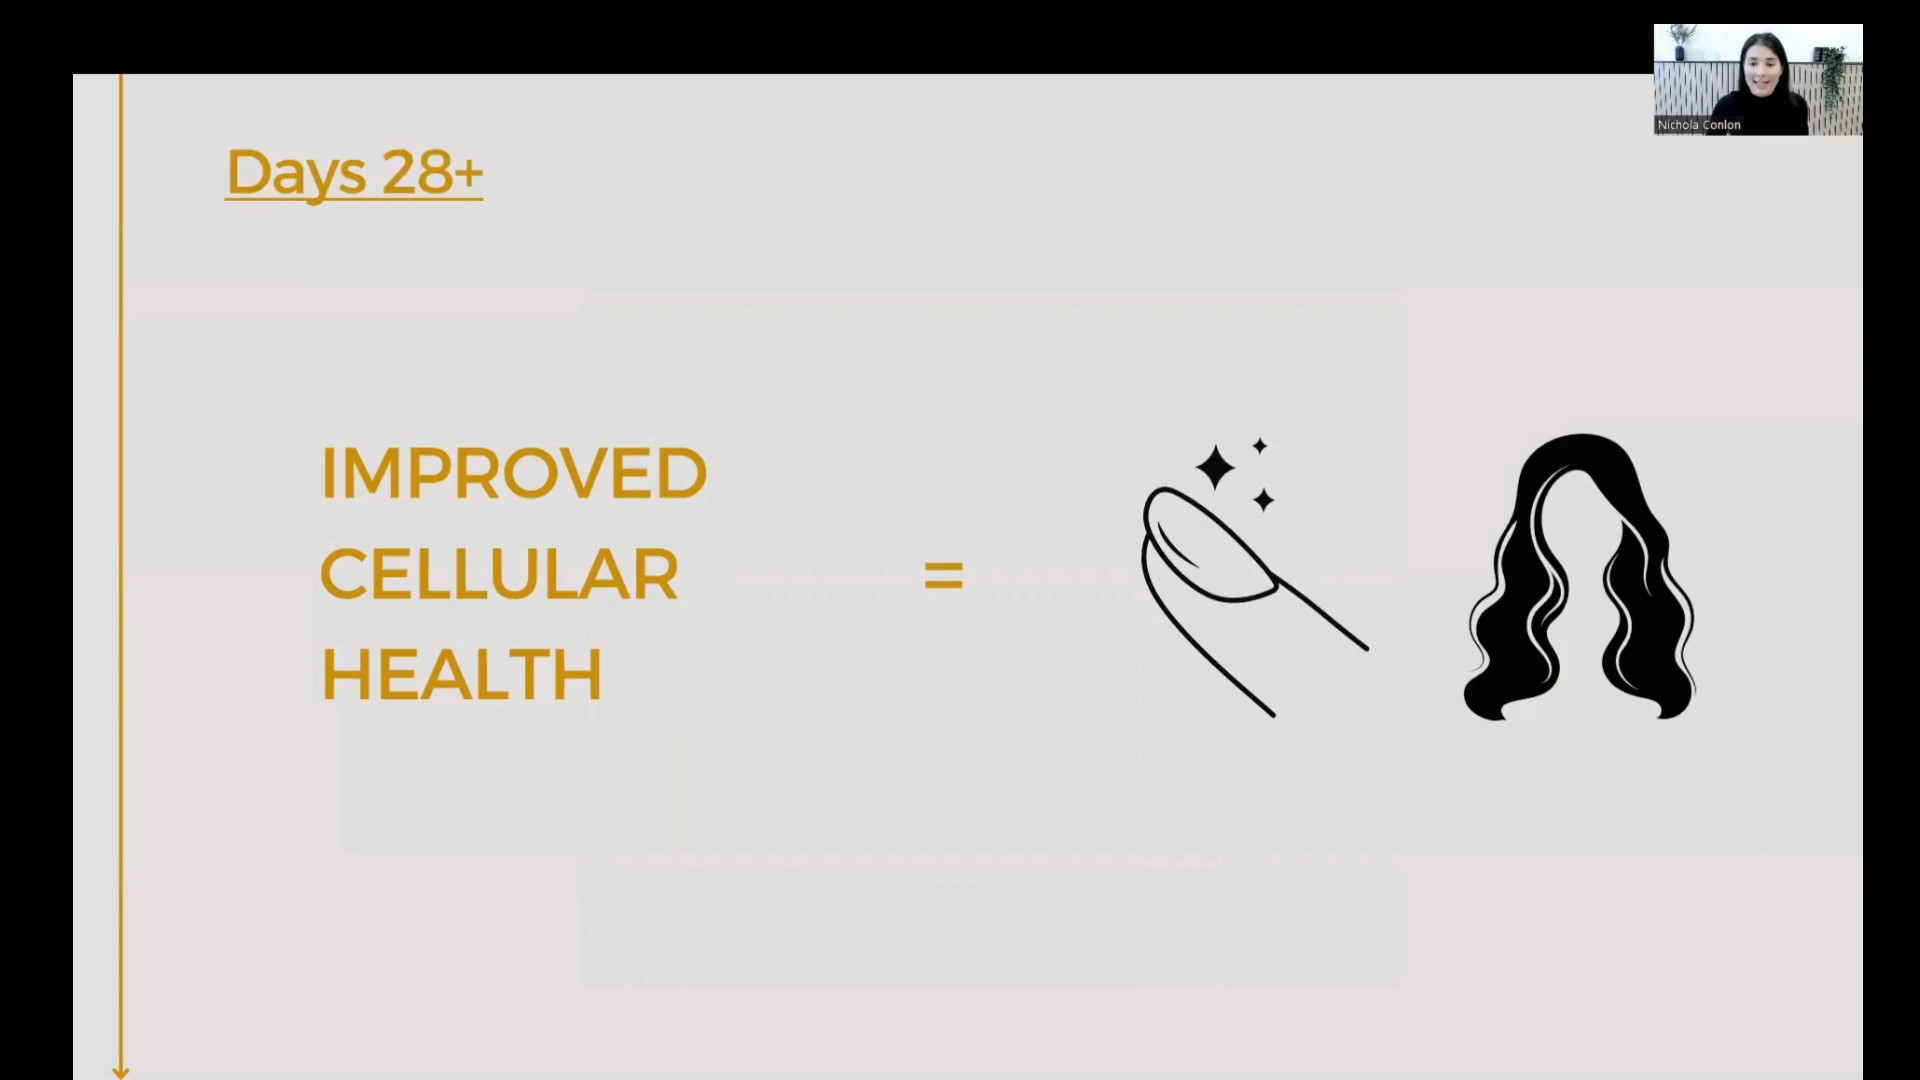 Nichola Conlon
Days 28+
IMPROVED
CELLULAR
HEALTH
=